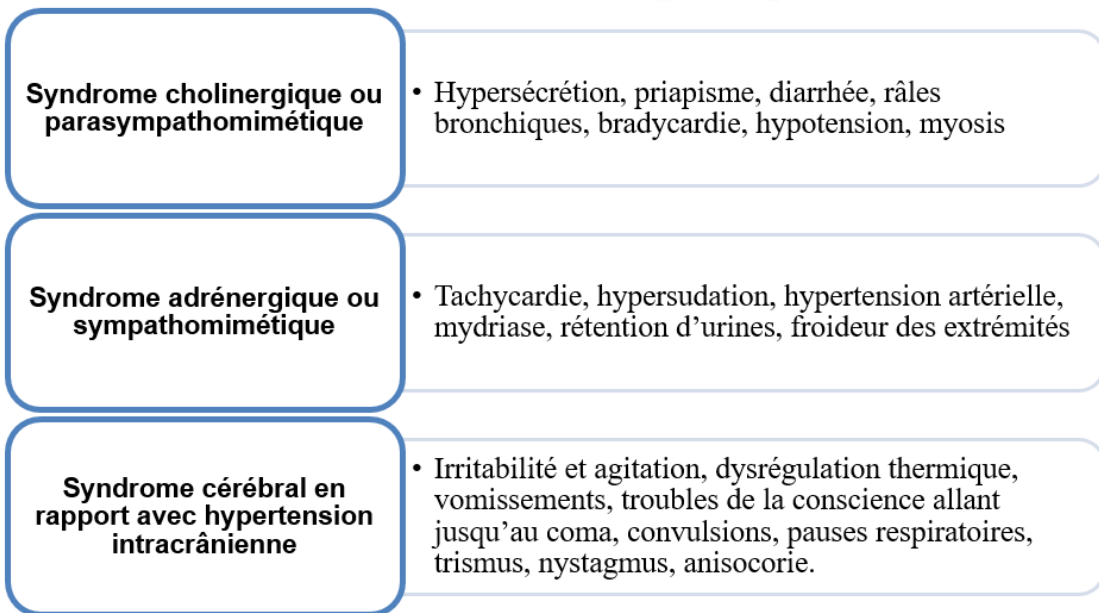 Syndrome cholinergique ou
parasympathomimétique
• Hypersécrétion, priapisme, diarrhée, râles
bronchiques, bradycardie, hypotension, myosis
Syndrome adrénergique ou
sympathomimétique
• Tachycardie, hypersudation, hypertension artérielle,
mydriase, rétention d’urines, froideur des extrémités
Syndrome cérébral en
rapport avec hypertension
intracrânienne
• Irritabilité et agitation, dysrégulation thermique,
vomissements, troubles de la conscience allant
jusqu’au coma, convulsions, pauses respiratoires,
trismus, nystagmus, anisocorie.